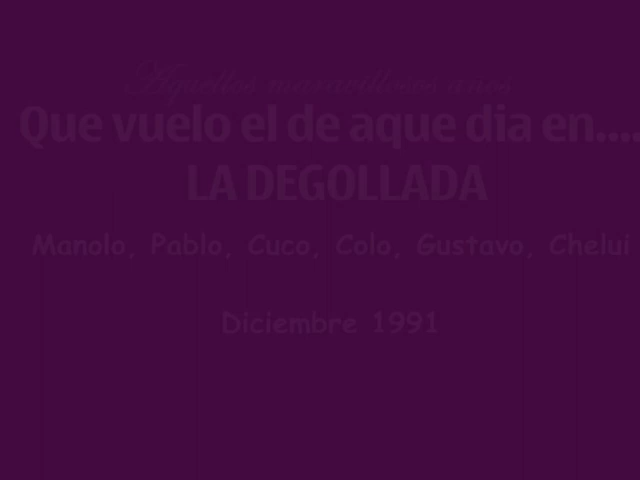 Aquellos maravillosos años
Que vuelo el de aque dia en....
LA DEGOLLADA
Manolo, Pablo, Cuco, Colo, Gustavo, Chelui
Diciembre 1991